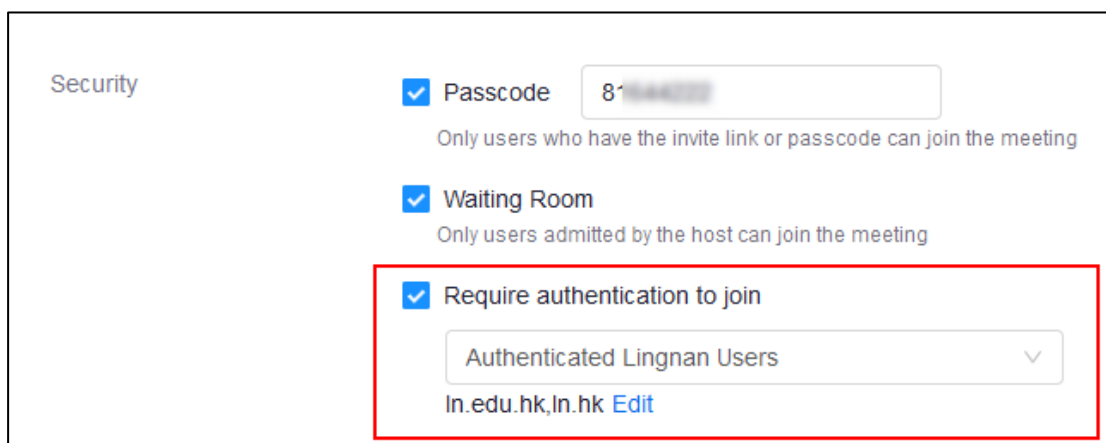 Security
Passcode
81
Only users who have the invite link or passcode can join the meeting
Waiting Room
Only users admitted by the host can join the meeting
Require authentication to join
Authenticated Lingnan Users
ln.edu.hk,ln.hk Edit